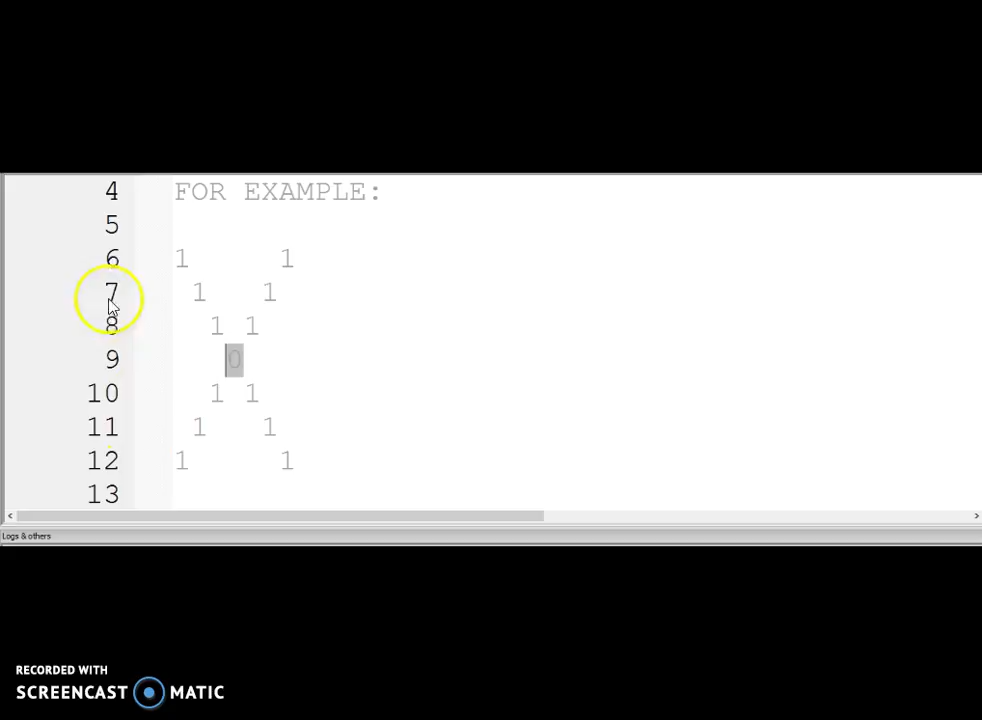 4 FOR EXAMPLE:
5
6 1      1
7  1    1
8   1 1
9    0
10   1 1
11  1    1
12 1      1
13
Logs & others
RECORDED WITH
SCREENCAST MATIC